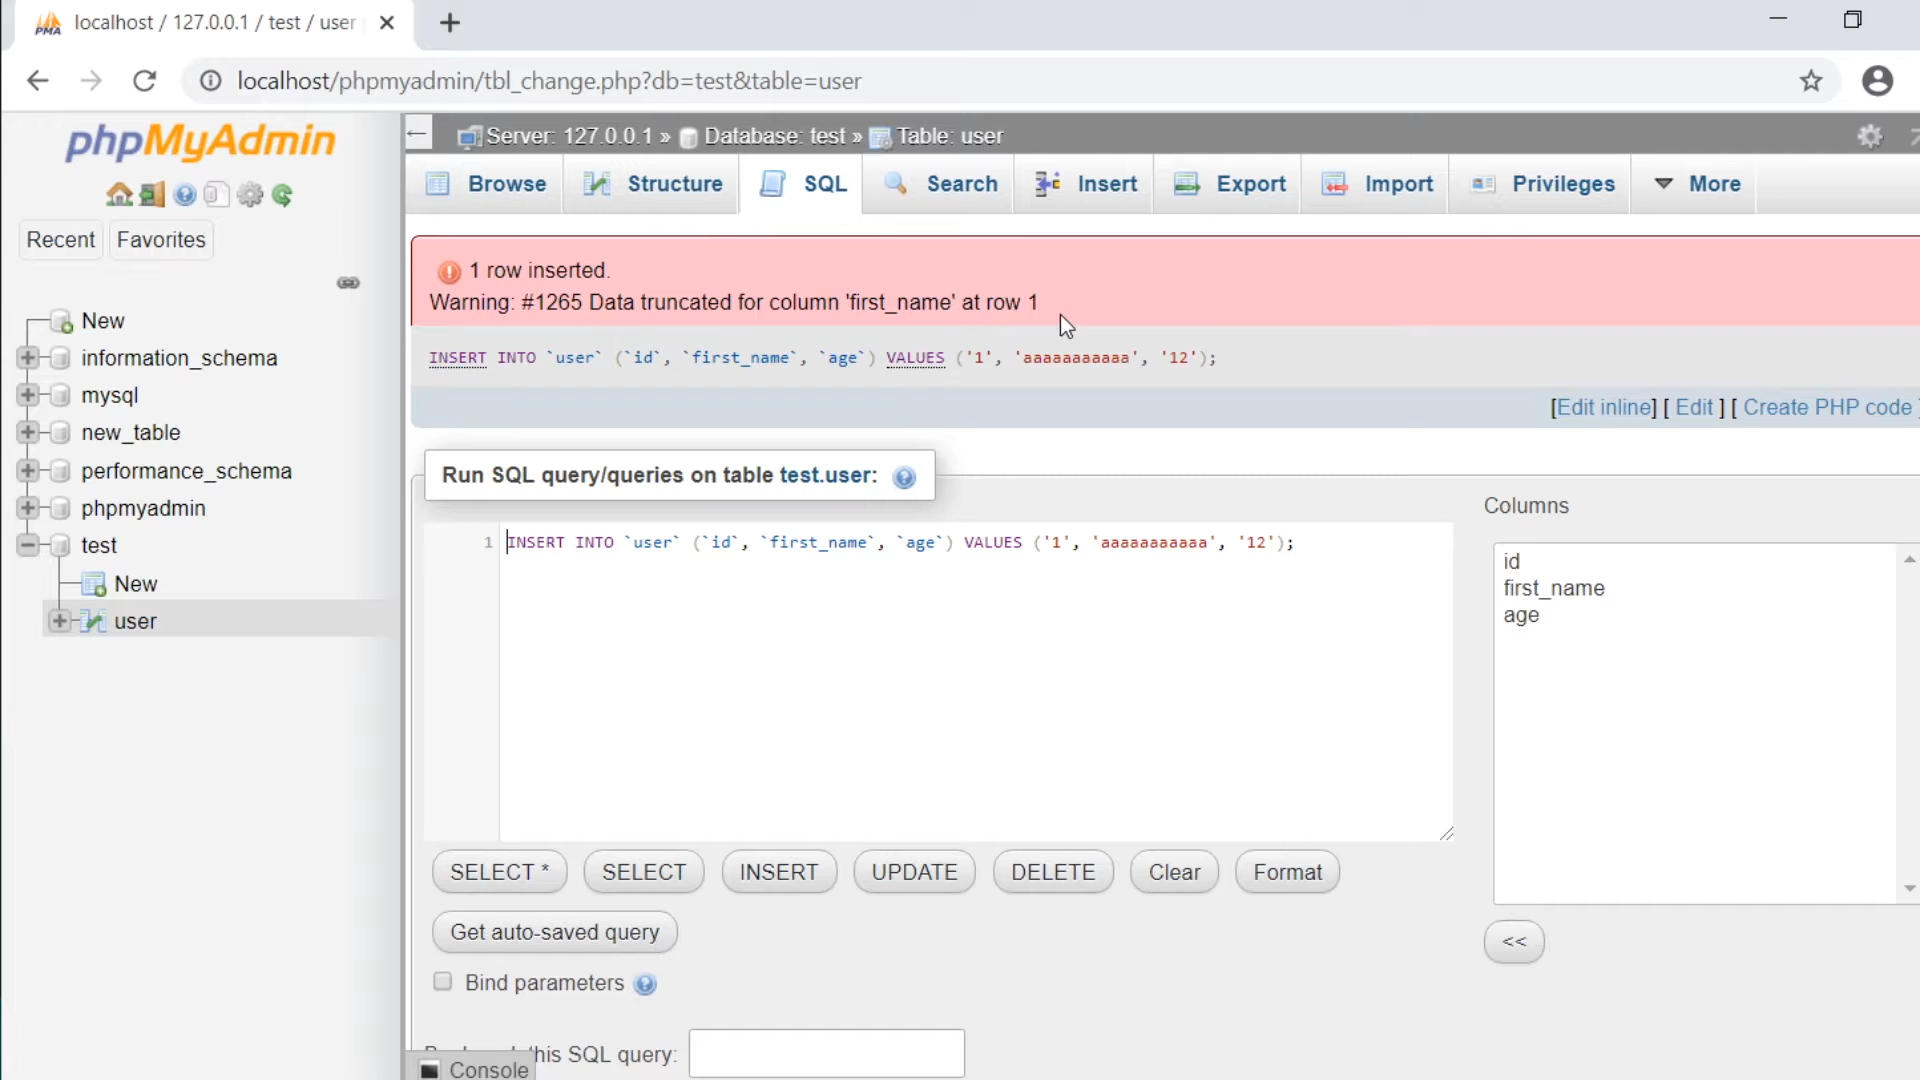 localhost / 127.0.0.1 / test / user
localhost/phpmyadmin/tbl_change.php?db=test&table=user
phpMyAdmin
Recent
Favorites
New
information_schema
mysql
new_table
performance_schema
phpmyadmin
test
New
user
Server: 127.0.0.1 » Database: test » Table: user
Browse
Structure
SQL
Search
Insert
Export
Import
Privileges
More
1 row inserted.
Warning: #1265 Data truncated for column 'first_name' at row 1
INSERT INTO `user` (`id`, `first_name`, `age`) VALUES ('1', 'aaaaaaaaaaa', '12');
[Edit inline] [ Edit ] [ Create PHP code ]
Run SQL query/queries on table test.user:
1 INSERT INTO `user` (`id`, `first_name`, `age`) VALUES ('1', 'aaaaaaaaaaa', '12');
Columns
id
first_name
age
SELECT *
SELECT
INSERT
UPDATE
DELETE
Clear
Format
Get auto-saved query
<<
Bind parameters
this SQL query:
Console